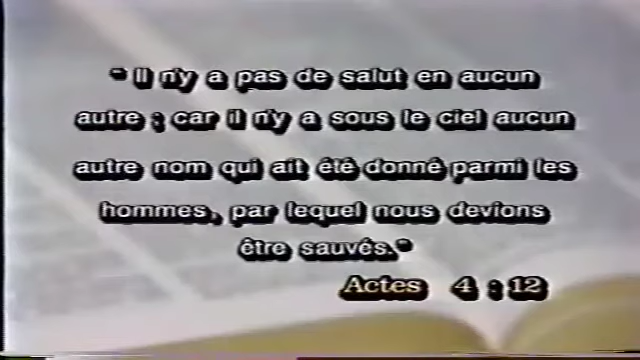 " Il n'y a pas de salut en aucun
autre ; car il n'y a sous le ciel aucun
autre nom qui ait été donné parmi les
hommes, par lequel nous devions
être sauvés."
Actes 4 : 12